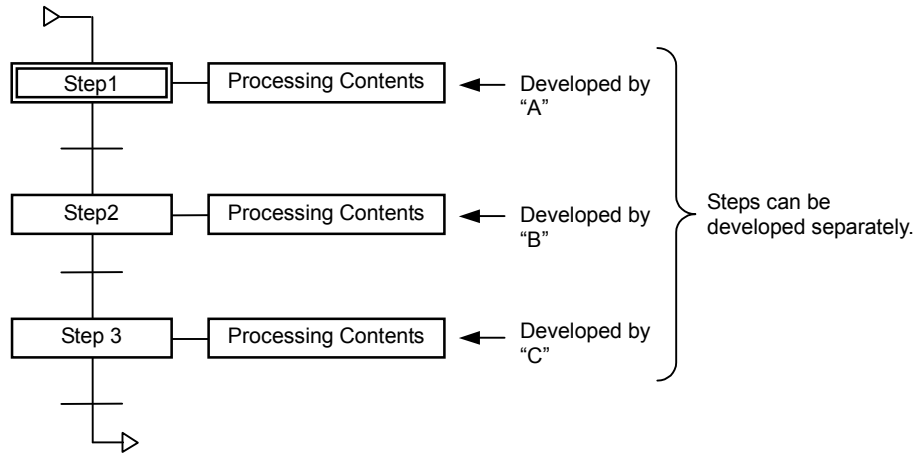 Step1
Processing Contents
Developed by
“A”
Step2
Processing Contents
Developed by
“B”
Steps can be
developed separately.
Step 3
Processing Contents
Developed by
“C”